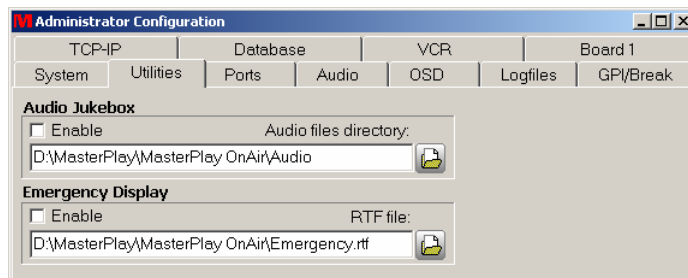 M Administrator Configuration
TCP-IP Database VCR Board 1
System Utilities Ports Audio OSD Logfiles GPI/Break
Audio Jukebox
Enable Audio files directory:
D:\MasterPlay\MasterPlay OnAir\Audio
Emergency Display
Enable RTF file:
D:\MasterPlay\MasterPlay OnAir\Emergency.rtf